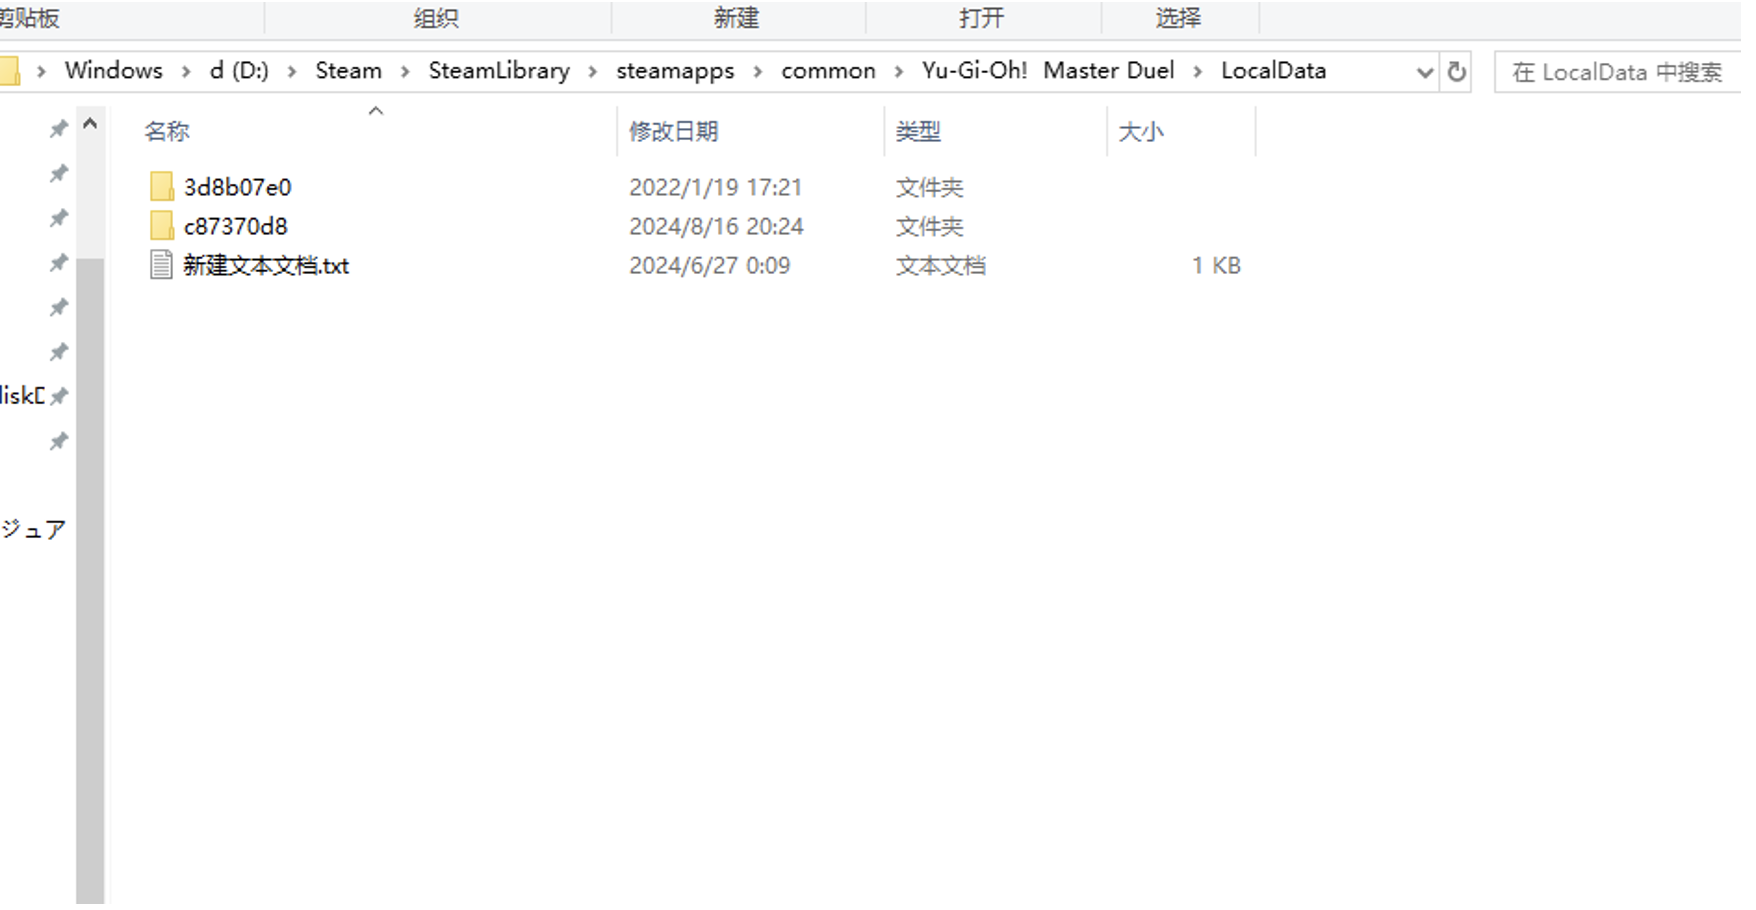 剪贴板 组织 新建 打开 选择
Windows d (D:) Steam SteamLibrary steamapps common Yu-Gi-Oh! Master Duel LocalData 在 LocalData 中搜索
名称 修改日期 类型 大小
3d8b07e0 2022/1/19 17:21 文件夹
c87370d8 2024/8/16 20:24 文件夹
新建文本文档.txt 2024/6/27 0:09 文本文档 1 KB
iskD
ジュア